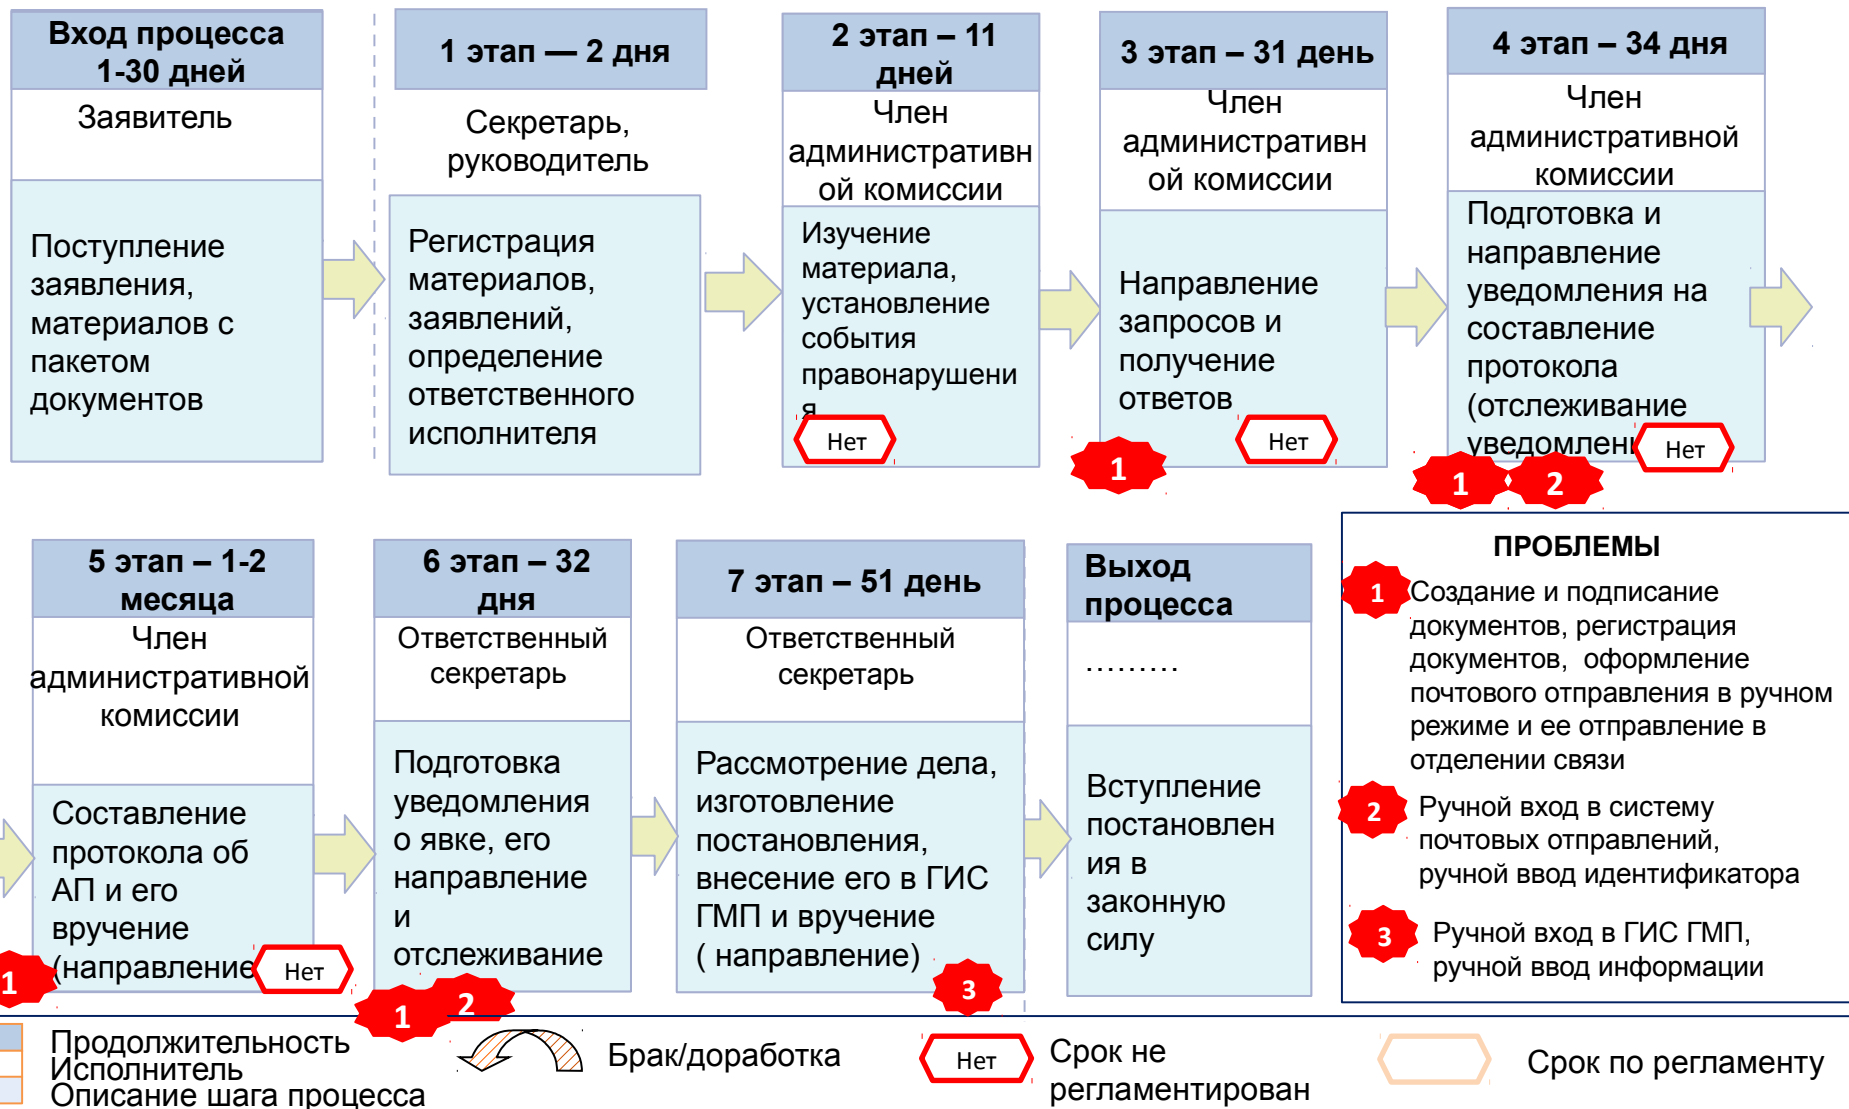 Вход процесса
1-30 дней
Заявитель
Поступление
заявления,
материалов с
пакетом
документов
1 этап — 2 дня
Секретарь,
руководитель
Регистрация
материалов,
заявлений,
определение
ответственного
исполнителя
2 этап – 11
дней
Член
административн
ой комиссии
Изучение
материала,
установление
события
правонарушени
я
Нет
3 этап – 31 день
Член
административн
ой комиссии
Направление
запросов и
получение
ответов
Нет
1
4 этап – 34 дня
Член
административной
комиссии
Подготовка и
направление
уведомления на
составление
протокола
(отслеживание
уведомлени
Нет
1
2
5 этап – 1-2
месяца
Член
административной
комиссии
Составление
протокола об
АП и его
вручение
(направление
Нет
1
6 этап – 32
дня
Ответственный
секретарь
Подготовка
уведомления
о явке, его
направление
и
отслеживание
1
2
7 этап – 51 день
Ответственный
секретарь
Рассмотрение дела,
изготовление
постановления,
внесение его в ГИС
ГМП и вручение
( направление)
3
Выход
процесса
.........
Вступление
постановлен
ия в
законную
силу
ПРОБЛЕМЫ
1
Создание и подписание
документов, регистрация
документов, оформление
почтового отправления в ручном
режиме и ее отправление в
отделении связи
2
Ручной вход в систему
почтовых отправлений,
ручной ввод идентификатора
3
Ручной вход в ГИС ГМП,
ручной ввод информации
Продолжительность
Исполнитель
Описание шага процесса
Брак/доработка
Нет
Срок не
регламентирован
Срок по регламенту